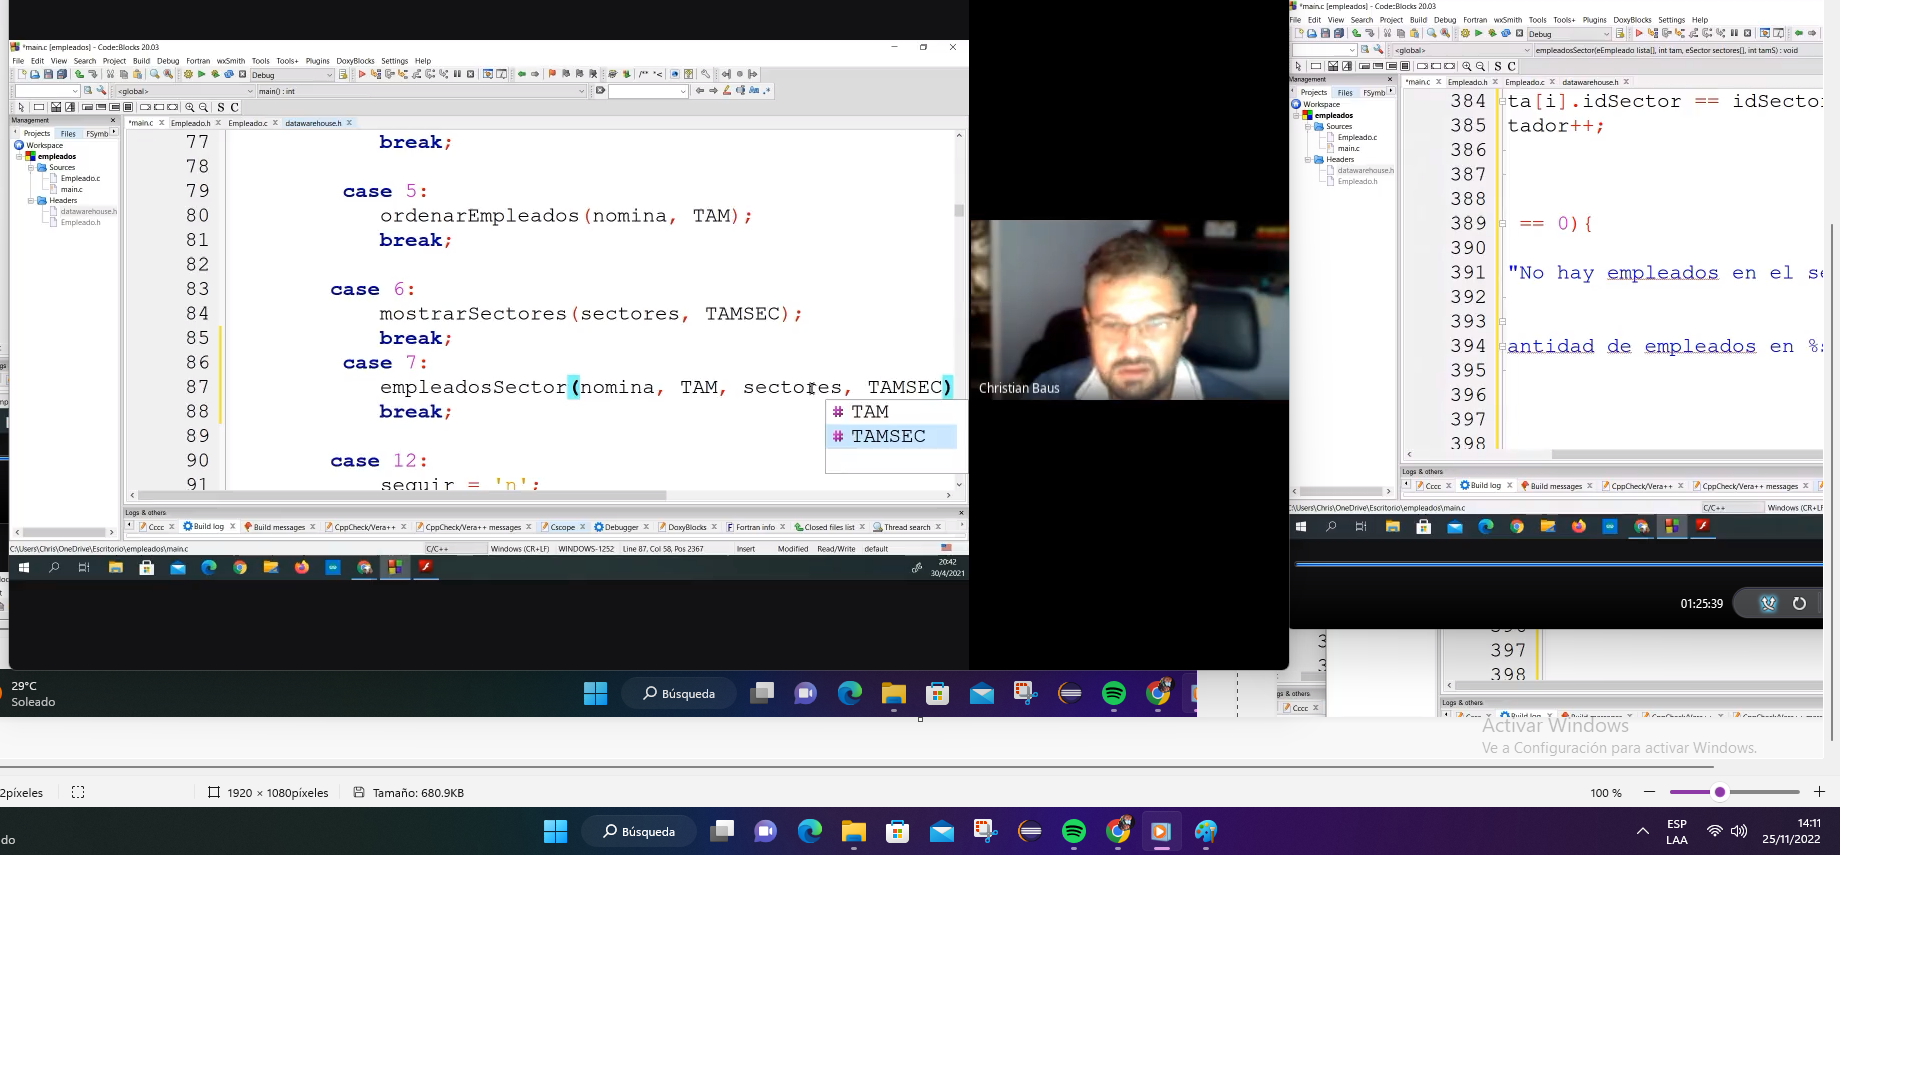 *main.c [empleados] - Code::Blocks 20.03
File Edit View Search Project Build Debug Fortran wxSmith Tools Tools+ Plugins DoxyBlocks Settings Help
Debug
<global>
main() : int
S C
Management
Projects Files FSymb
Workspace
empleados
Sources
Empleado.c
main.c
Headers
datawarehouse.h
Empleado.h
*main.c Empleado.h Empleado.c datawarehouse.h
77 break;
78
79 case 5:
80 ordenarEmpleados(nomina, TAM);
81 break;
82
83 case 6:
84 mostrarSectores(sectores, TAMSEC);
85 break;
86 case 7:
87 empleadosSector(nomina, TAM, sectores, TAMSEC)
88 break;
89
90 case 12:
91 seguir = 'n';
# TAM
# TAMSEC
Logs & others
Cccc Build log Build messages CppCheck/Vera++ CppCheck/Vera++ messages Cscope Debugger DoxyBlocks Fortran info Closed files list Thread search
C:\Users\Chris\OneDrive\Escritorio\empleados\main.c C/C++ Windows (CR+LF) WINDOWS-1252 Line 87, Col 58, Pos 2367 Insert Modified Read/Write default
20:42
30/4/2021
Christian Baus
*main.c [empleados] - Code::Blocks 20.03
File Edit View Search Project Build Debug Fortran wxSmith Tools Tools+ Plugins DoxyBlocks Settings Help
Debug
<global>
empleadosSector(eEmpleado lista[], int tam, eSector sectores[], int tamS) : void
S C
Management
Projects Files FSymb
Workspace
empleados
Sources
Empleado.c
main.c
Headers
datawarehouse.h
Empleado.h
*main.c Empleado.h Empleado.c datawarehouse.h
384 ta[i].idSector == idSector
385 tador++;
386
387
388
389 == 0){
390
391 "No hay empleados en el se
392
393
394 antidad de empleados en %s
395
396
397
398
Logs & others
Cccc Build log Build messages CppCheck/Vera++ CppCheck/Vera++ messages
C:\Users\Chris\OneDrive\Escritorio\empleados\main.c C/C++ Windows (CR+LF)
01:25:39
397
398
gs & others
Cccc
Logs & others
29°C
Soleado
Búsqueda
Activar Windows
Ve a Configuración para activar Windows.
2píxeles
1920 × 1080píxeles
Tamaño: 680.9KB
100 %
do
Búsqueda
ESP
LAA
14:11
25/11/2022